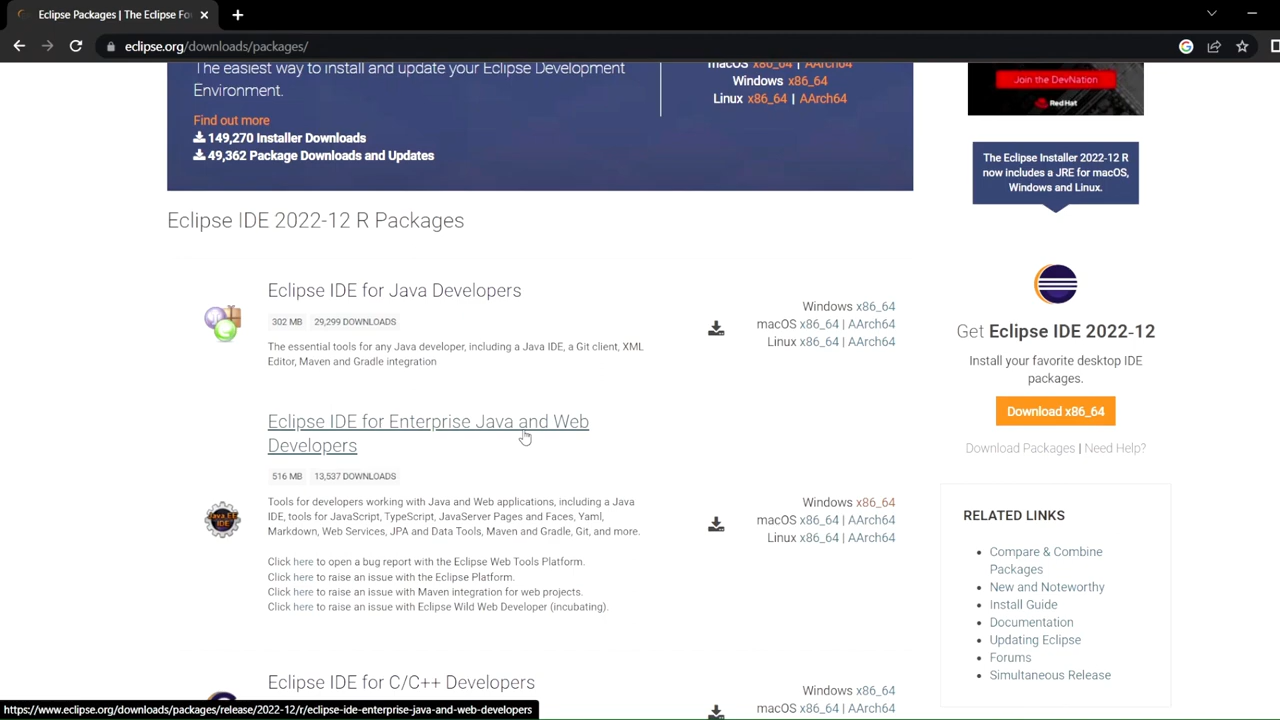 Eclipse Packages | The Eclipse Fou
eclipse.org/downloads/packages/
The easiest way to install and update your Eclipse Development
Environment.
Find out more
149,270 Installer Downloads
49,362 Package Downloads and Updates
macOS x86_64 | AArch64
Windows x86_64
Linux x86_64 | AArch64
Join the DevNation
Red Hat
The Eclipse Installer 2022-12 R
now includes a JRE for macOS,
Windows and Linux.
Eclipse IDE 2022-12 R Packages
Eclipse IDE for Java Developers
302 MB 29,299 DOWNLOADS
The essential tools for any Java developer, including a Java IDE, a Git client, XML
Editor, Maven and Gradle integration
Windows x86_64
macOS x86_64 | AArch64
Linux x86_64 | AArch64
Eclipse IDE for Enterprise Java and Web
Developers
516 MB 13,537 DOWNLOADS
Java EE
IDE
Tools for developers working with Java and Web applications, including a Java
IDE, tools for JavaScript, TypeScript, JavaServer Pages and Faces, Yaml,
Markdown, Web Services, JPA and Data Tools, Maven and Gradle, Git, and more.
Click here to open a bug report with the Eclipse Web Tools Platform.
Click here to raise an issue with the Eclipse Platform.
Click here to raise an issue with Maven integration for web projects.
Click here to raise an issue with Eclipse Wild Web Developer (incubating).
Windows x86_64
macOS x86_64 | AArch64
Linux x86_64 | AArch64
Eclipse IDE for C/C++ Developers
Windows x86_64
macOS x86_64 | AArch64
Get Eclipse IDE 2022-12
Install your favorite desktop IDE
packages.
Download x86_64
Download Packages | Need Help?
RELATED LINKS
Compare & Combine
Packages
New and Noteworthy
Install Guide
Documentation
Updating Eclipse
Forums
Simultaneous Release
https://www.eclipse.org/downloads/packages/release/2022-12/r/eclipse-ide-enterprise-java-and-web-developers